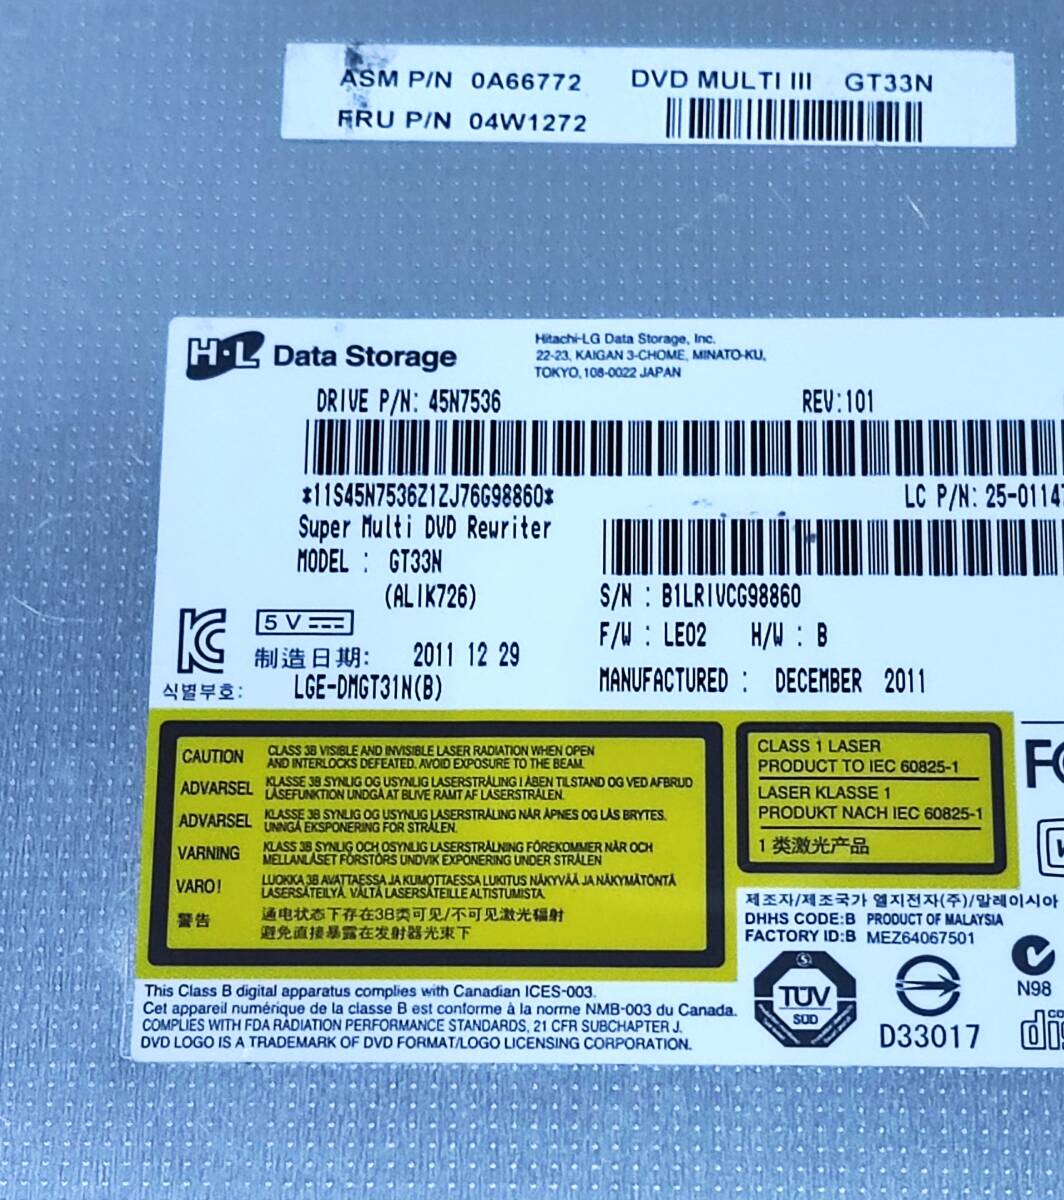 ASM P/N 0A66772 DVD MULTI III GT33N
FRU P/N 04W1272
H·L Data Storage
Hitachi-LG Data Storage, Inc.
22-23, KAIGAN 3-CHOME, MINATO-KU,
TOKYO, 108-0022 JAPAN
DRIVE P/N: 45N7536 REV:101
*11S45N7536Z1ZJ76G98860*
LC P/N: 25-01147
Super Multi DVD Rewriter
MODEL : GT33N
(ALIK726)
S/N : B1LRIVCG98860
5 V
F/W : LE02 H/W : B
制造日期: 2011 12 29
MANUFACTURED : DECEMBER 2011
식별부호: LGE-DMGT31N(B)
CAUTION CLASS 3B VISIBLE AND INVISIBLE LASER RADIATION WHEN OPEN
AND INTERLOCKS DEFEATED. AVOID EXPOSURE TO THE BEAM.
ADVARSEL KLASSE 3B SYNLIG OG USYNLIG LASERSTRÅLING I ÅBEN TILSTAND OG VED AFBRUD
LÅSEFUNKTION UNDGÅ AT BLIVE RAMT AF LASERSTRÅLEN.
ADVARSEL KLASSE 3B SYNLIG OG USYNLIG LASERSTRÅLING NÅR ÅPNES OG LÅS BRYTES.
UNNGÅ EKSPONERING FOR STRÅLEN.
VARNING KLASS 3B SYNLIG OCH OSYNLIG LASERSTRÅLNING FÖREKOMMER NÄR OCH
MELLANLÅSET FÖRSTÖRS UNDVIK EXPONERING UNDER STRÅLEN
VARO! LUOKKA 3B AVATTAESSA JA KUMOTTAESSA LUKITUS NÄKYVÄÄ JA NÄKYMÄTÖNTÄ
LASERSÄTEILYÄ. VÄLTÄ LASERSÄTEILLE ALTISTUMISTA.
警告 通电状态下存在3B类可见/不可见激光辐射
避免直接暴露在发射器光束下
CLASS 1 LASER
PRODUCT TO IEC 60825-1
LASER KLASSE 1
PRODUKT NACH IEC 60825-1
1 类激光产品
제조자/제조국가 엘지전자(주)/말레이시아
DHHS CODE:B PRODUCT OF MALAYSIA
FACTORY ID:B MEZ64067501
TÜV
SÜD
D33017
N98
This Class B digital apparatus complies with Canadian ICES-003.
Cet appareil numérique de la classe B est conforme à la norme NMB-003 du Canada.
COMPLIES WITH FDA RADIATION PERFORMANCE STANDARDS, 21 CFR SUBCHAPTER J.
DVD LOGO IS A TRADEMARK OF DVD FORMAT/LOGO LICENSING CORPORATION.